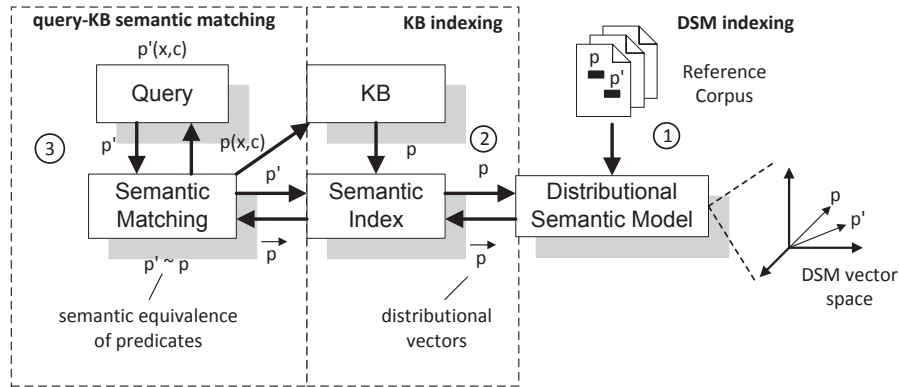 query-KB semantic matching
KB indexing
DSM indexing
p'(x,c)
Query
KB
p
p'
Reference
Corpus
3
p'
p(x,c)
p
2
1
Semantic
Matching
p'
Semantic
Index
p
Distributional
Semantic Model
p
p'
p
p
p' ~ p
DSM vector
space
semantic equivalence
of predicates
distributional
vectors